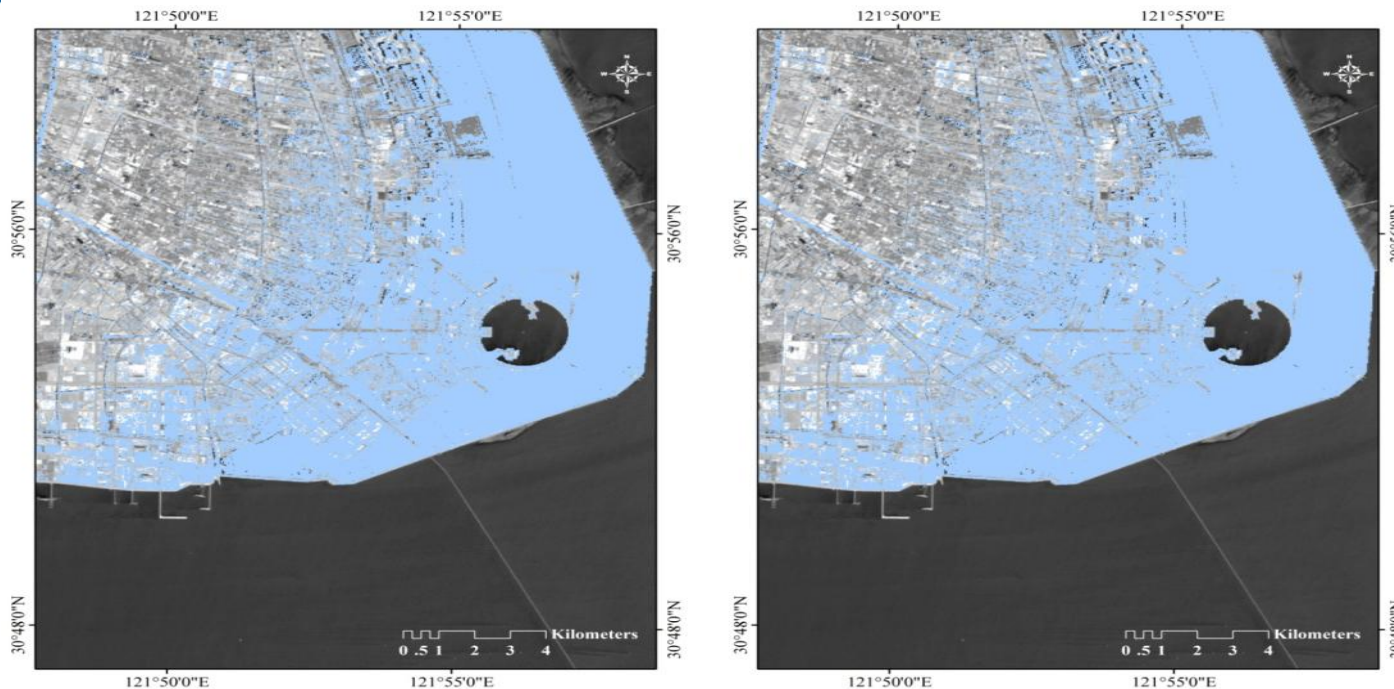 121°50'0"E 121°55'0"E 121°50'0"E 121°55'0"E
N N
W E W E
S S
30°56'0"N 30°56'0"N 30°56'0"N
30°48'0"N 30°48'0"N 30°48'0"N
Kilometers Kilometers
0 .5 1 2 3 4 0 .5 1 2 3 4
121°50'0"E 121°55'0"E 121°50'0"E 121°55'0"E